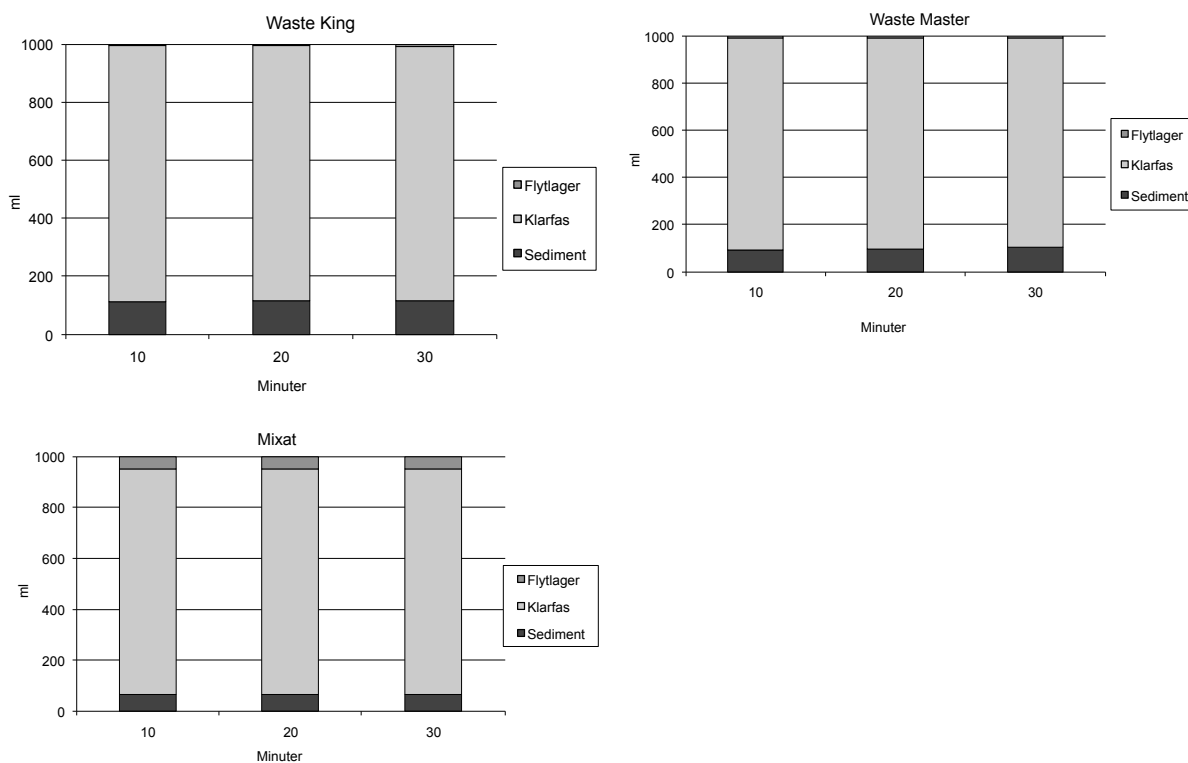 Waste King
1000
800
600
400
200
0
ml
10 20 30
Minuter
Flytlager
Klarfas
Sediment
Waste Master
1000
800
600
400
200
0
ml
10 20 30
Minuter
Flytlager
Klarfas
Sediment
Mixat
1000
800
600
400
200
0
ml
10 20 30
Minuter
Flytlager
Klarfas
Sediment